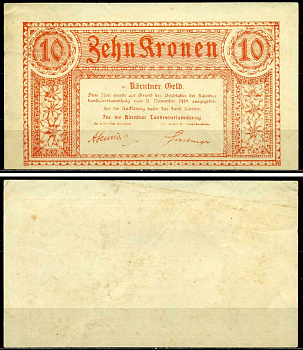 10 Zehn Kronen 10
in Kärntner Geld.
Diese Note wurde auf Grund des Beschlusses der Kärntner
Landesversammlung vom 11. November 1918 ausgegeben.
Für die Einlösung haftet das Land Kärnten.
Für die Kärntner Landesversammlung